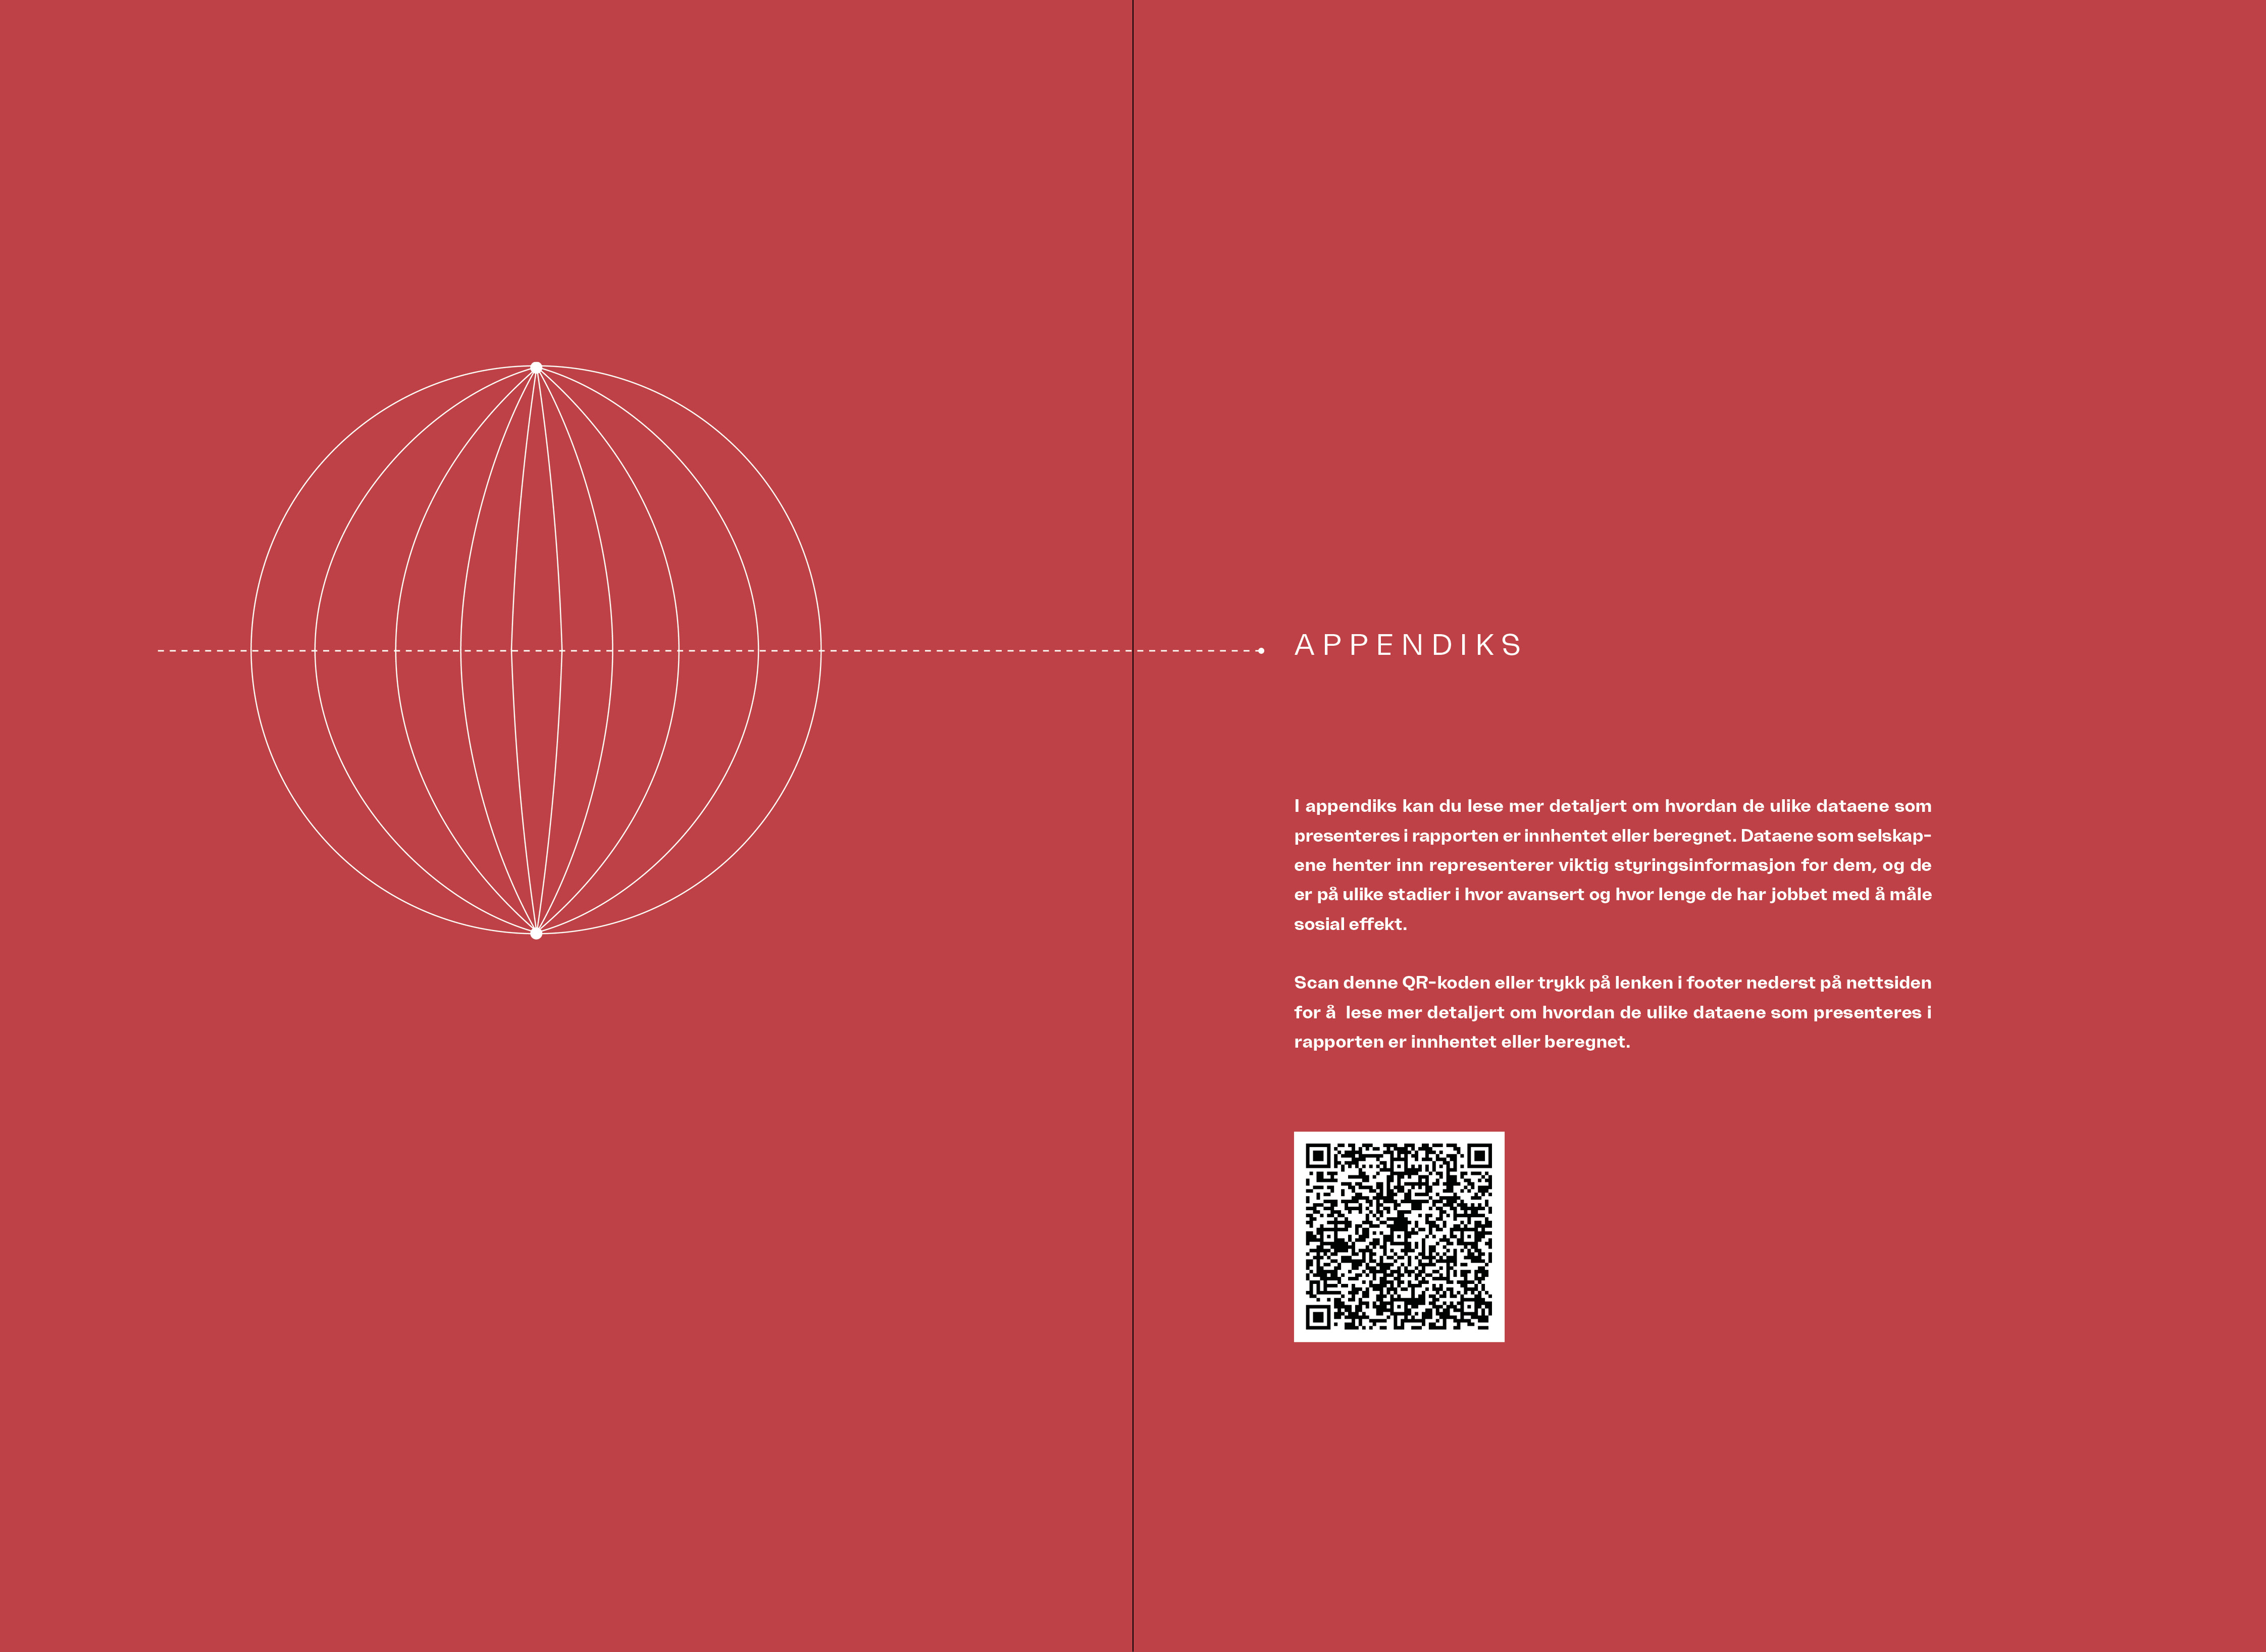 APPENDIKS
I appendiks kan du lese mer detaljert om hvordan de ulike dataene som
presenteres i rapporten er innhentet eller beregnet. Dataene som selskap-
ene henter inn representerer viktig styringsinformasjon for dem, og de
er på ulike stadier i hvor avansert og hvor lenge de har jobbet med å måle
sosial effekt.
Scan denne QR-koden eller trykk på lenken i footer nederst på nettsiden
for å  lese mer detaljert om hvordan de ulike dataene som presenteres i
rapporten er innhentet eller beregnet.